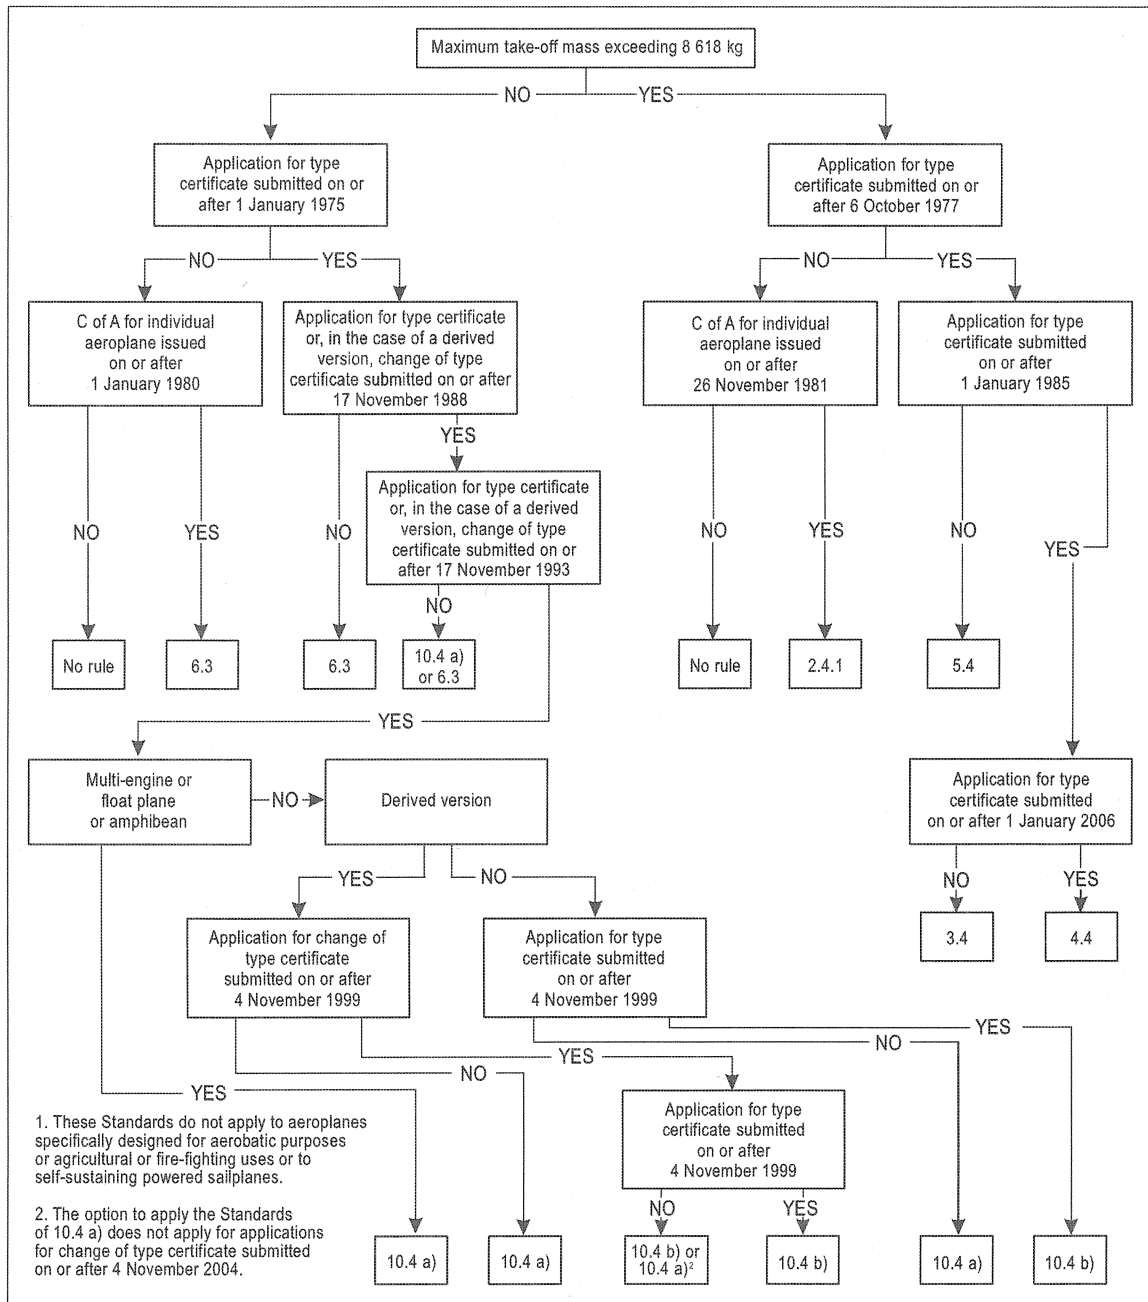 Maximum take-off mass exceeding 8 618 kg
NO
YES
Application for type
certificate submitted on or
after 1 January 1975
Application for type
certificate submitted on or
after 6 October 1977
NO
YES
NO
YES
C of A for individual
aeroplane issued
on or after
1 January 1980
Application for type certificate
or, in the case of a derived
version, change of type
certificate submitted on or after
17 November 1988
C of A for individual
aeroplane issued
on or after
26 November 1981
Application for type
certificate submitted
on or after
1 January 1985
YES
Application for type certificate
or, in the case of a derived
version, change of type
certificate submitted on or
after 17 November 1993
NO
YES
NO
NO
YES
NO
YES
NO
No rule
6.3
6.3
10.4 a)
or 6.3
No rule
2.4.1
5.4
YES
Multi-engine or
float plane
or amphibean
NO
Derived version
Application for type
certificate submitted
on or after 1 January 2006
YES
NO
NO
YES
3.4
4.4
Application for change of
type certificate
submitted on or after
4 November 1999
Application for type
certificate submitted
on or after
4 November 1999
YES
NO
YES
NO
YES
Application for type
certificate submitted
on or after
4 November 1999
NO
YES
1. These Standards do not apply to aeroplanes
specifically designed for aerobatic purposes
or agricultural or fire-fighting uses or to
self-sustaining powered sailplanes.
2. The option to apply the Standards
of 10.4 a) does not apply for applications
for change of type certificate submitted
on or after 4 November 2004.
10.4 a)
10.4 a)
10.4 b) or
10.4 a)²
10.4 b)
10.4 a)
10.4 b)